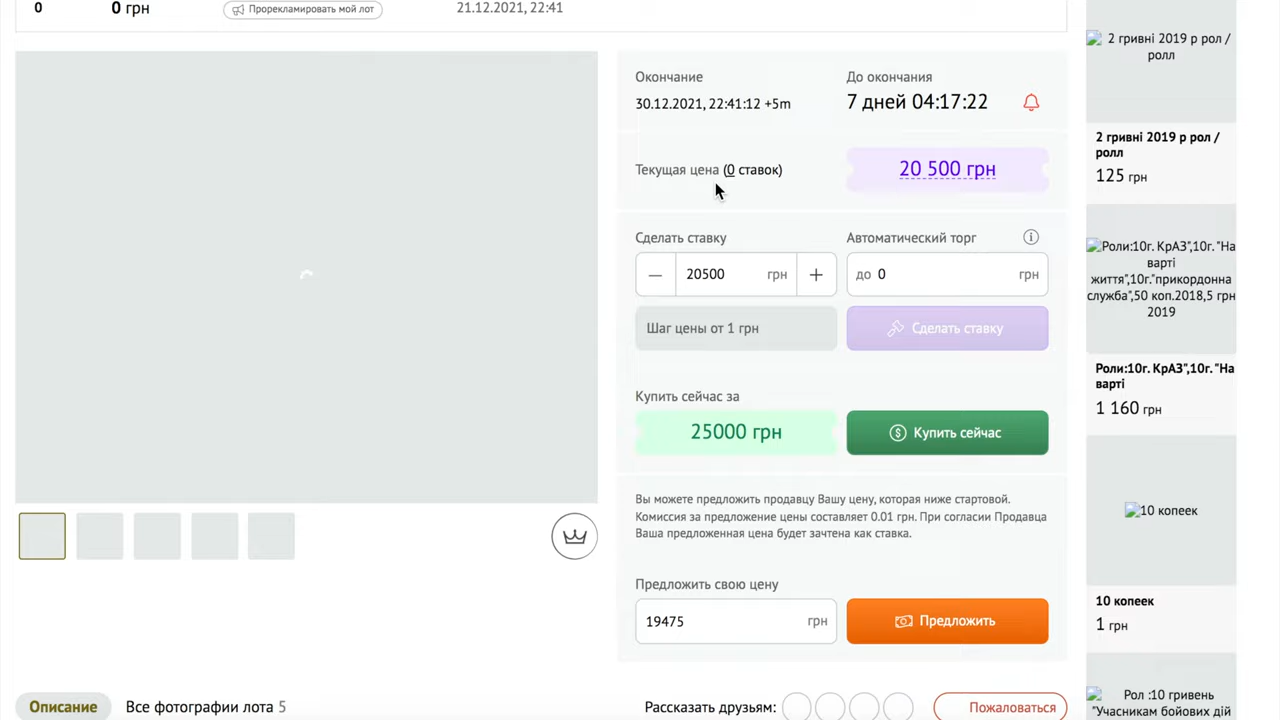 0
0 грн
Прорекламировать мой лот
21.12.2021, 22:41
Окончание
До окончания
30.12.2021, 22:41:12 +5m
7 дней 04:17:22
Текущая цена (0 ставок)
20 500 грн
Сделать ставку
Автоматический торг
20500 грн
до 0 грн
Шаг цены от 1 грн
Сделать ставку
Купить сейчас за
25000 грн
Купить сейчас
Вы можете предложить продавцу Вашу цену, которая ниже стартовой.
Комиссия за предложение цены составляет 0.01 грн. При согласии Продавца
Ваша предложенная цена будет зачтена как ставка.
Предложить свою цену
19475 грн
Предложить
Описание
Все фотографии лота 5
Рассказать друзьям:
Пожаловаться
2 гривні 2019 р рол /
ролл
2 гривні 2019 р рол /
ролл
125 грн
Роли:10г. КрАЗ",10г. "На
варті
життя",10г."прикордонна
служба",50 коп.2018,5 грн
2019
Роли:10г. КрАЗ",10г. "На
варті
1 160 грн
10 копеек
10 копеек
1 грн
Рол :10 гривень
"Учасникам бойових дій